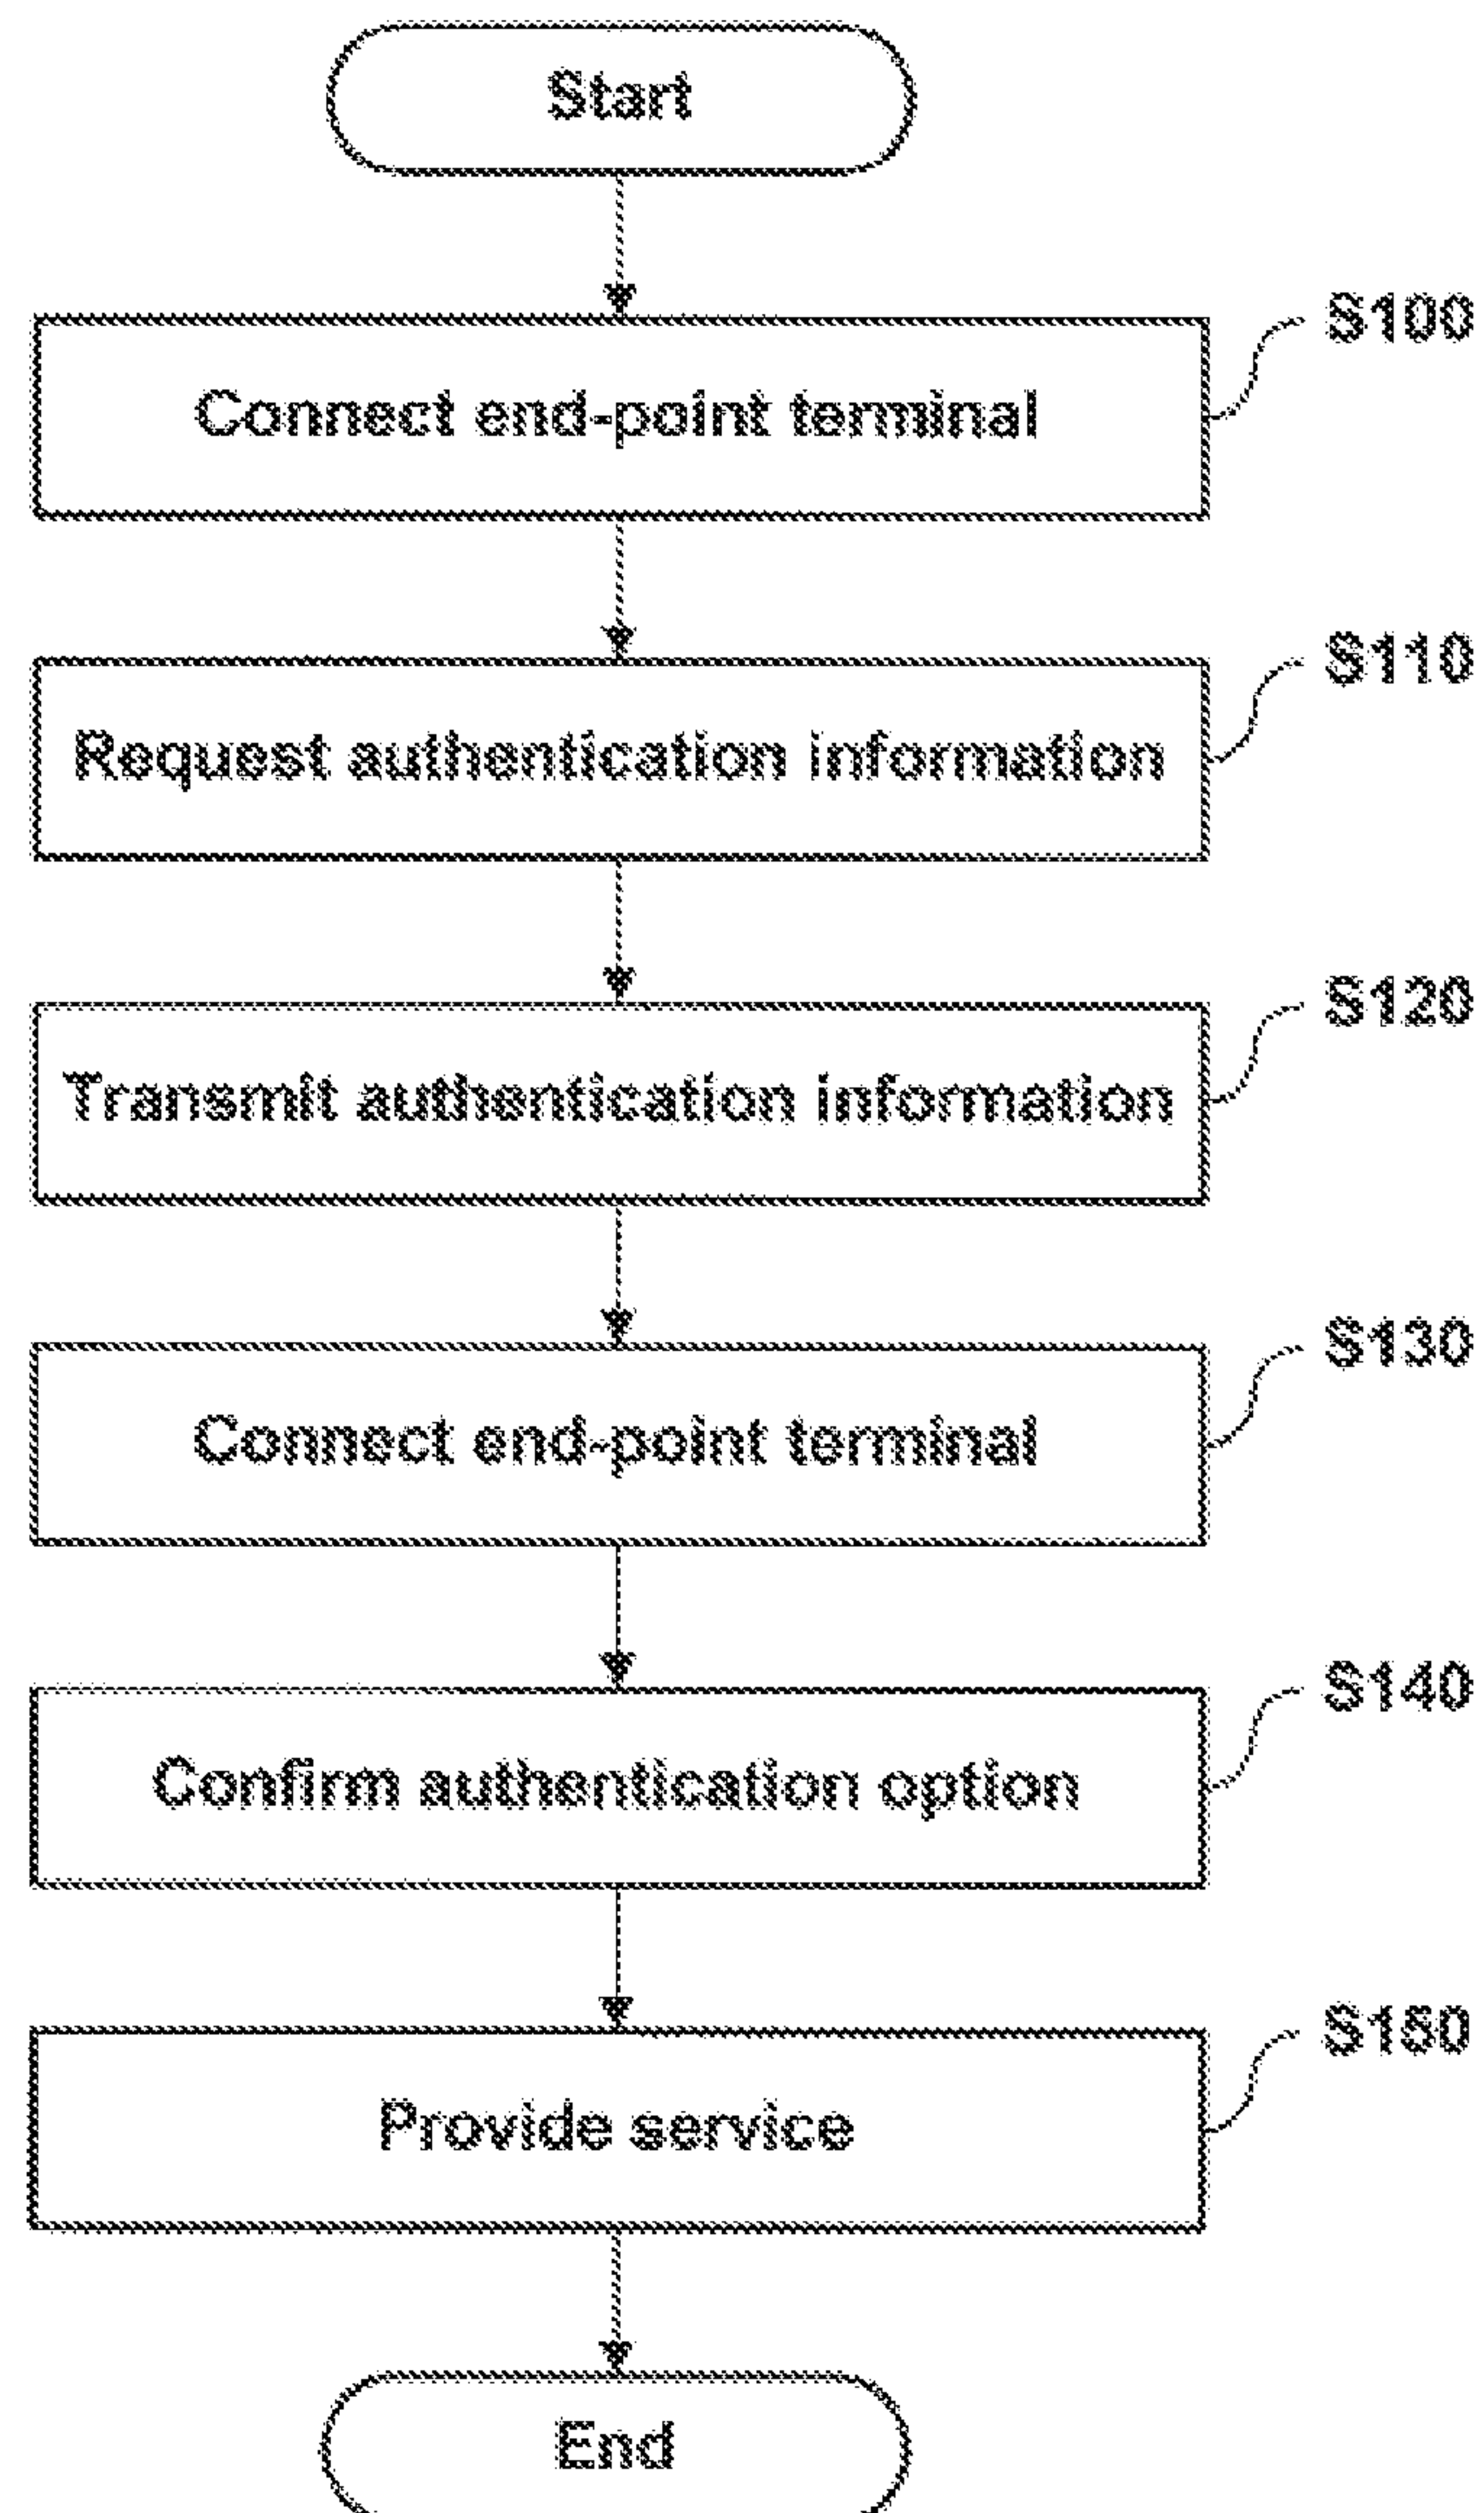 Start
S100
Connect end-point terminal
S110
Request authentication information
S120
Transmit authentication information
S130
Connect end-point terminal
S140
Confirm authentication option
S150
Provide service
End